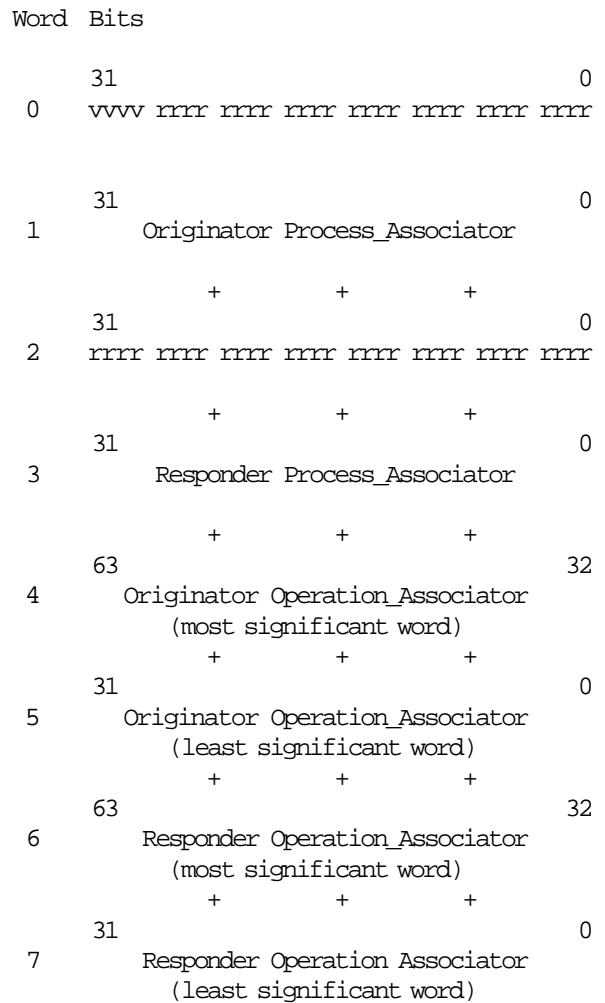 Word Bits
31 0
0 vvvv rrrr rrrr rrrr rrrr rrrr rrrr rrrr
31 0
1 Originator Process_Associator
+ + +
31 0
2 rrrr rrrr rrrr rrrr rrrr rrrr rrrr rrrr
+ + +
31 0
3 Responder Process_Associator
+ + +
63 32
4 Originator Operation_Associator
(most significant word)
+ + +
31 0
5 Originator Operation_Associator
(least significant word)
+ + +
63 32
6 Responder Operation_Associator
(most significant word)
+ + +
31 0
7 Responder Operation Associator
(least significant word)